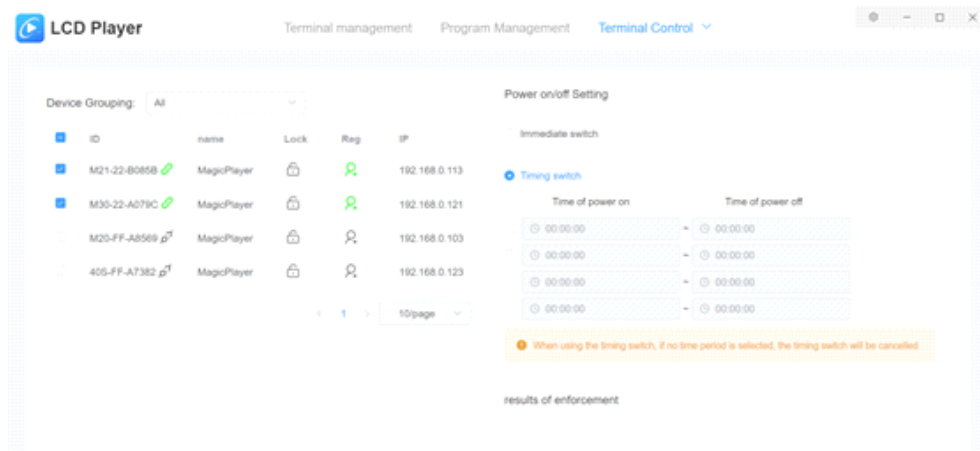 LCD Player
Terminal management Program Management Terminal Control
Device Grouping: All
ID name Lock Reg IP
M21-22-B085B MagicPlayer 192.168.0.113
M30-22-A079C MagicPlayer 192.168.0.121
M20-FF-A8569 MagicPlayer 192.168.0.103
40S-FF-A7382 MagicPlayer 192.168.0.123
1 10/page
Power on/off Setting
Immediate switch
Timing switch
Time of power on Time of power off
00:00:00 ~ 00:00:00
00:00:00 ~ 00:00:00
00:00:00 ~ 00:00:00
00:00:00 ~ 00:00:00
When using the timing switch, if no time period is selected, the timing switch will be cancelled
results of enforcement